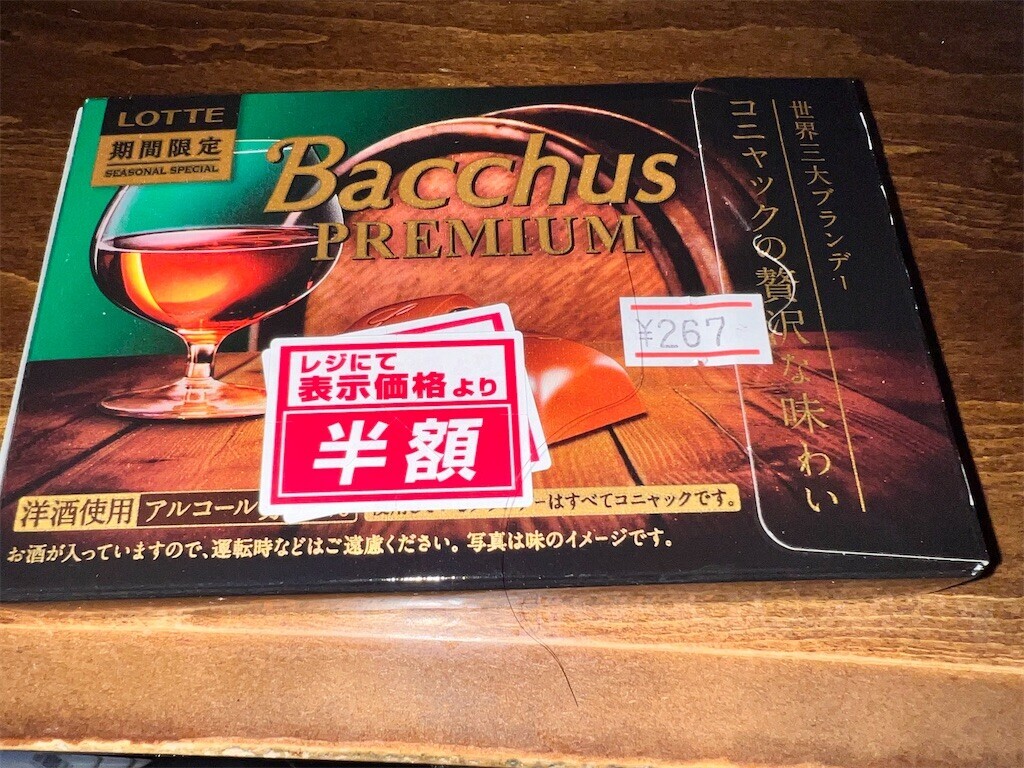 LOTTE
期間限定
SEASONAL SPECIAL
Bacchus
PREMIUM
世界三大ブランデー
コニャックの贅沢な味わい
¥267
レジにて
表示価格より
半額
洋酒使用
アルコール
はすべてコニャックです。
お酒が入っていますので、運転時などはご遠慮ください。写真は味のイメージです。